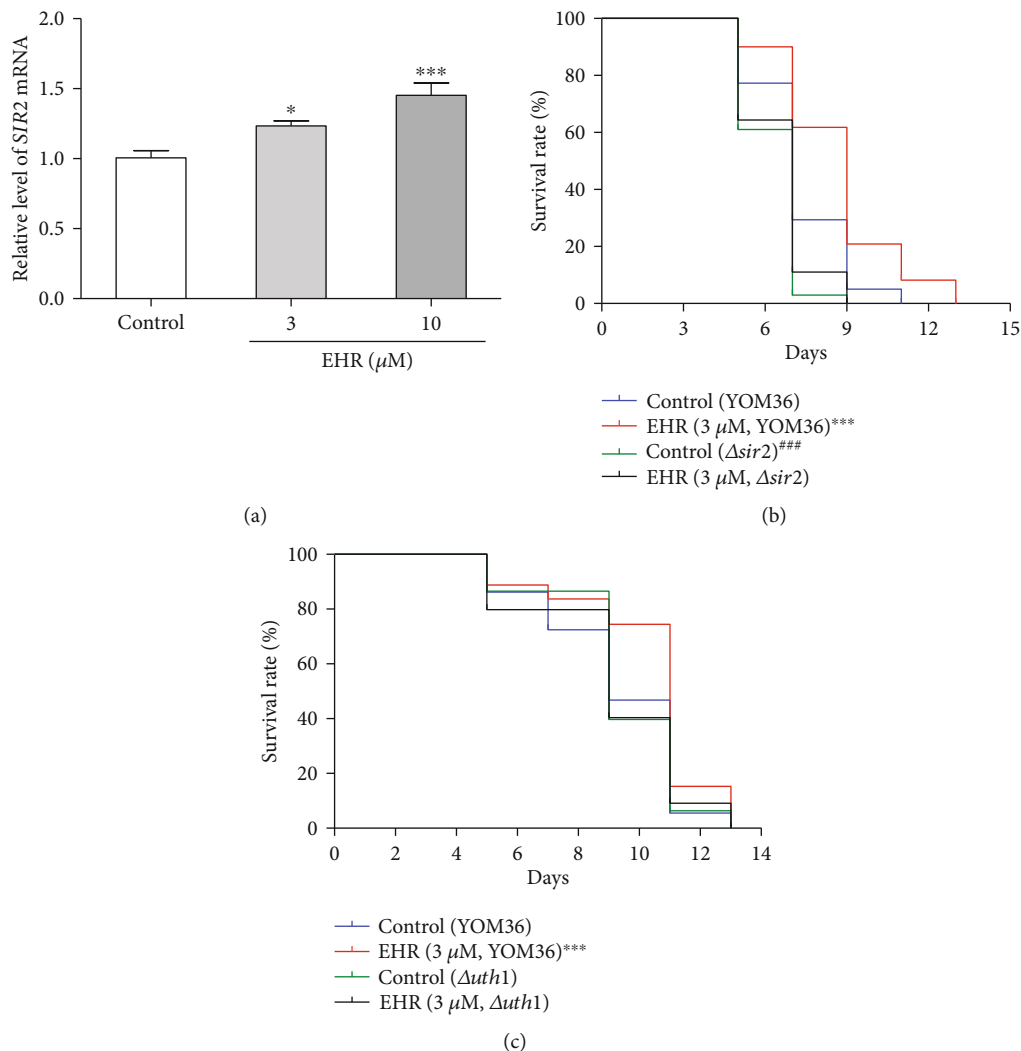 Relative level of SIR2 mRNA
2.0
1.5
1.0
0.5
0.0
*
***
Control
3
10
EHR (μM)
(a)
Survival rate (%)
100
80
60
40
20
0
0
3
6
9
12
15
Days
Control (YOM36)
EHR (3 μM, YOM36)***
Control (Δsir2)###
EHR (3 μM, Δsir2)
(b)
Survival rate (%)
100
80
60
40
20
0
0
2
4
6
8
10
12
14
Days
Control (YOM36)
EHR (3 μM, YOM36)***
Control (Δuth1)
EHR (3 μM, Δuth1)
(c)